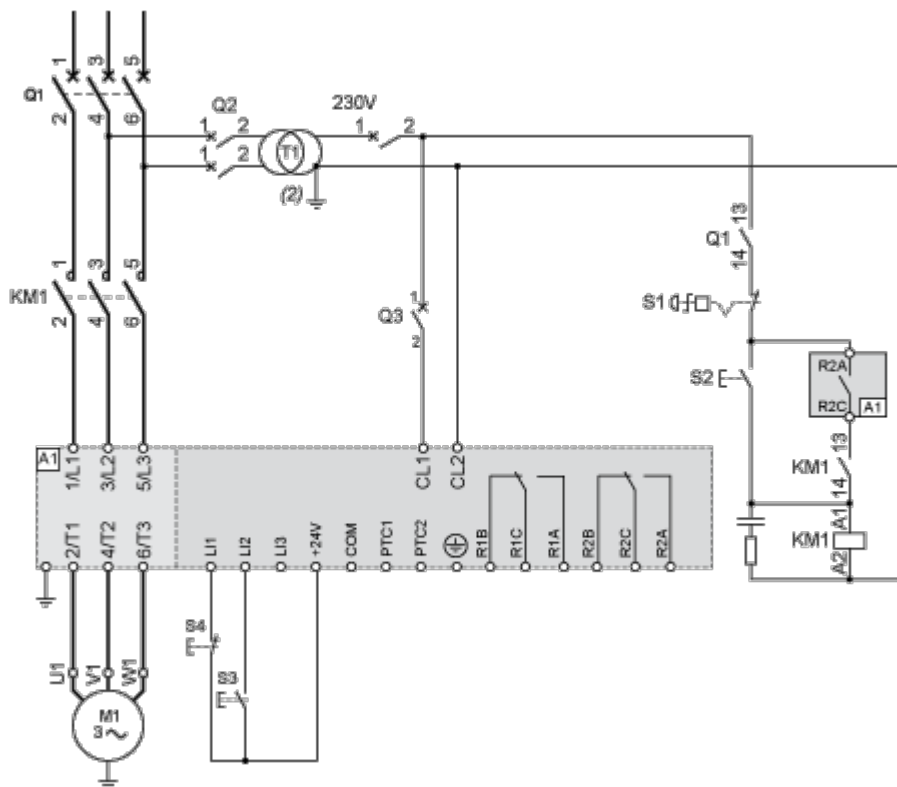 1 3 5
Q1
2 4 6
Q2
1 2
1 2
T1
(2)
230V
1 2
13
Q1
14
S1
1 3 5
KM1
2 4 6
1
Q3
2
S2
R2A
R2C A1
13
KM1
14
A1
KM1
A2
A1
1/L1 3/L2 5/L3 CL1 CL2
2/T1 4/T2 6/T3 LI1 LI2 LI3 +24V COM PTC1 PTC2 R1B R1C R1A R2B R2C R2A
S4
S3
U1 V1 W1
M1
3 ~